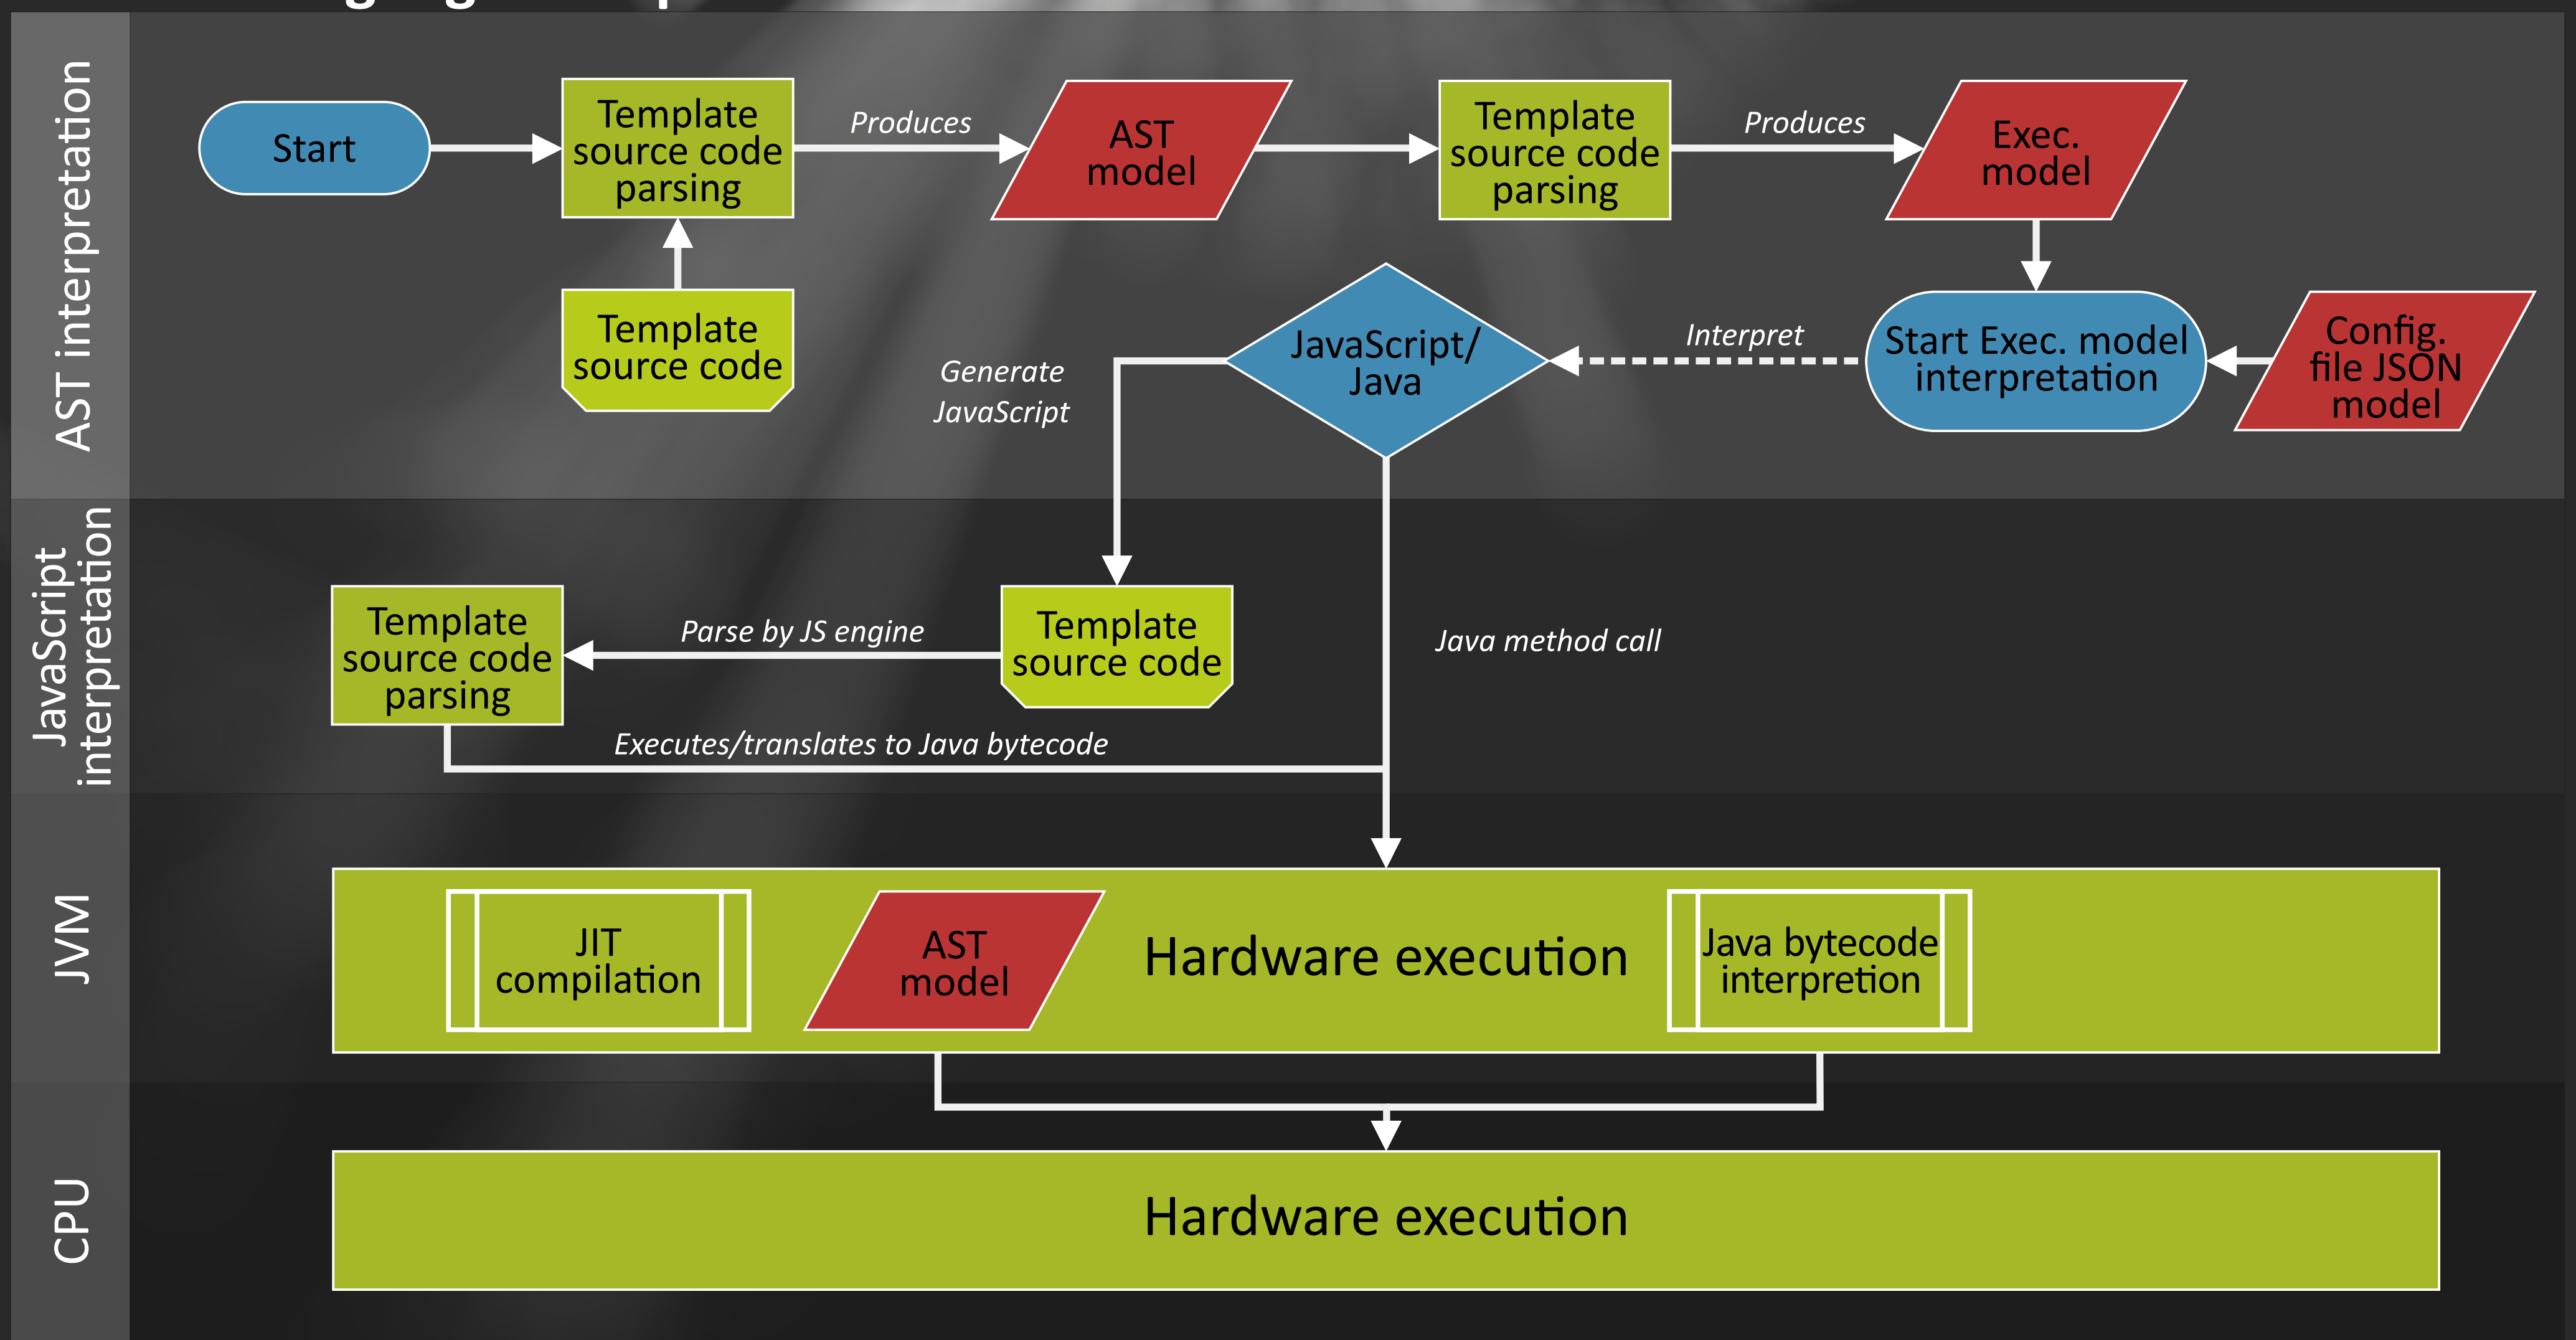 AST interpretation
Start
Template
source code
parsing
Produces
AST
model
Template
source code
parsing
Produces
Exec.
model
Template
source code
Generate
JavaScript
JavaScript/
Java
Interpret
Start Exec. model
interpretation
Config.
file JSON
model
JavaScript
interpretation
Template
source code
parsing
Parse by JS engine
Template
source code
Java method call
Executes/translates to Java bytecode
JVM
JIT
compilation
AST
model
Hardware execution
Java bytecode
interpretion
CPU
Hardware execution